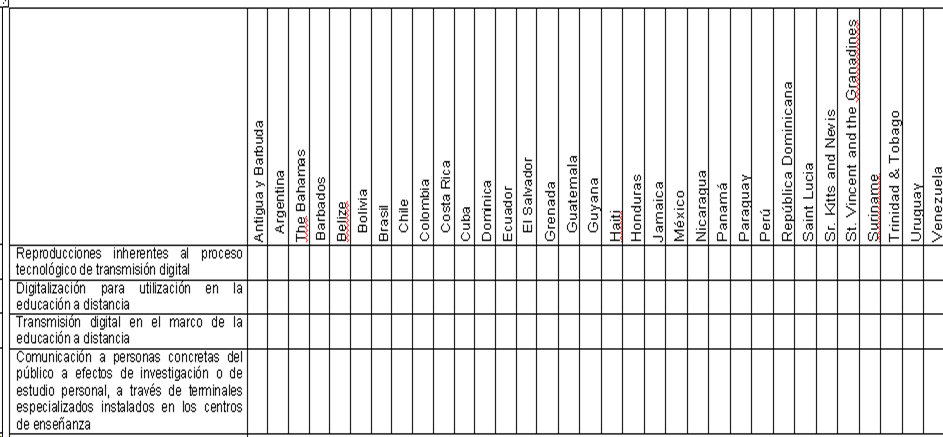 Antigua y Barbuda
Argentina
The Bahamas
Barbados
Belize
Bolivia
Brasil
Chile
Colombia
Costa Rica
Cuba
Dominica
Ecuador
El Salvador
Grenada
Guatemala
Guyana
Haiti
Honduras
Jamaica
México
Nicaragua
Panamá
Paraguay
Perú
República Dominicana
Saint Lucia
Sr. Kitts and Nevis
St. Vincent and the Granadines
Suriname
Trinidad & Tobago
Uruguay
Venezuela
Reproducciones inherentes al proceso
tecnológico de transmisión digital
Digitalización para utilización en la
educación a distancia
Transmisión digital en el marco de la
educación a distancia
Comunicación a personas concretas del
público a efectos de investigación o de
estudio personal, a través de terminales
especializados instalados en los centros
de enseñanza